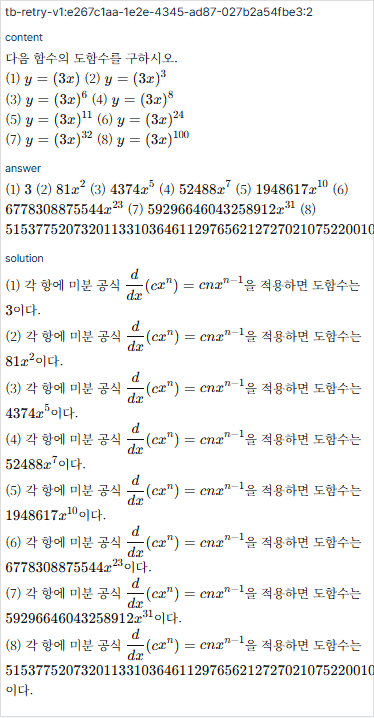 tb-retry-v1:e267c1aa-1e2e-4345-ad87-027b2a54fbe3:2
content
다음 함수의 도함수를 구하시오.
(1) y = (3x) (2) y = (3x)^3
(3) y = (3x)^6 (4) y = (3x)^8
(5) y = (3x)^11 (6) y = (3x)^24
(7) y = (3x)^32 (8) y = (3x)^100
answer
(1) 3 (2) 81x^2 (3) 4374x^5 (4) 52488x^7 (5) 1948617x^10 (6)
6778308875544x^23 (7) 59296646043258912x^31 (8)
5153775207320113310364611297656212727021075220010
solution
(1) 각 항에 미분 공식 d/dx(cx^n) = cnx^{n-1}을 적용하면 도함수는
3이다.
(2) 각 항에 미분 공식 d/dx(cx^n) = cnx^{n-1}을 적용하면 도함수는
81x^2이다.
(3) 각 항에 미분 공식 d/dx(cx^n) = cnx^{n-1}을 적용하면 도함수는
4374x^5이다.
(4) 각 항에 미분 공식 d/dx(cx^n) = cnx^{n-1}을 적용하면 도함수는
52488x^7이다.
(5) 각 항에 미분 공식 d/dx(cx^n) = cnx^{n-1}을 적용하면 도함수는
1948617x^10이다.
(6) 각 항에 미분 공식 d/dx(cx^n) = cnx^{n-1}을 적용하면 도함수는
6778308875544x^23이다.
(7) 각 항에 미분 공식 d/dx(cx^n) = cnx^{n-1}을 적용하면 도함수는
59296646043258912x^31이다.
(8) 각 항에 미분 공식 d/dx(cx^n) = cnx^{n-1}을 적용하면 도함수는
5153775207320113310364611297656212727021075220010
이다.